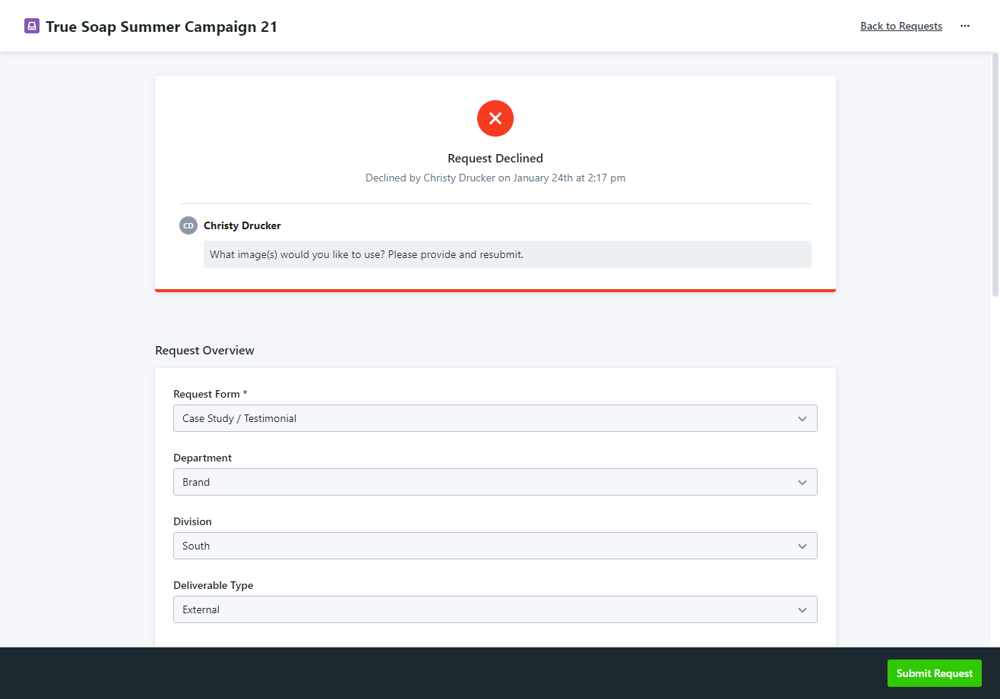 True Soap Summer Campaign 21
Back to Requests
Request Declined
Declined by Christy Drucker on January 24th at 2:17 pm
CD Christy Drucker
What image(s) would you like to use? Please provide and resubmit.
Request Overview
Request Form *
Case Study / Testimonial
Department
Brand
Division
South
Deliverable Type
External
Submit Request